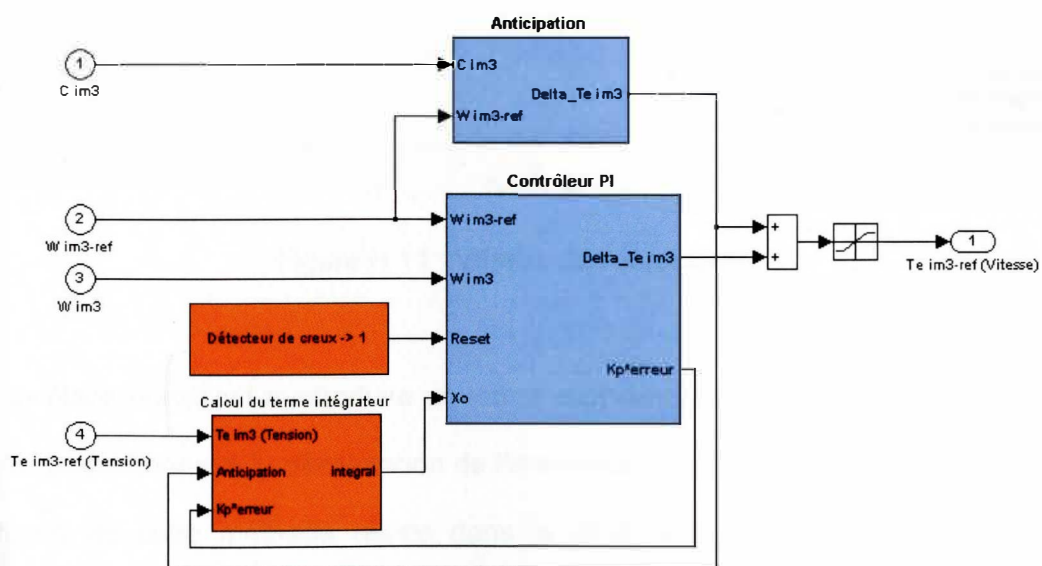 Anticipation
1
C im3
C im3
Delta_Te im3
W im3-ref
Contrôleur PI
2
W im3-ref
W im3-ref
3
W im3
W im3
Delta_Te im3
+
+
1
Te im3-ref (Vitesse)
Détecteur de creux -> 1
Reset
Kp*erreur
Calcul du terme intégrateur
Xo
4
Te im3-ref (Tension)
Te im3 (Tension)
Anticipation
integral
Kp*erreur